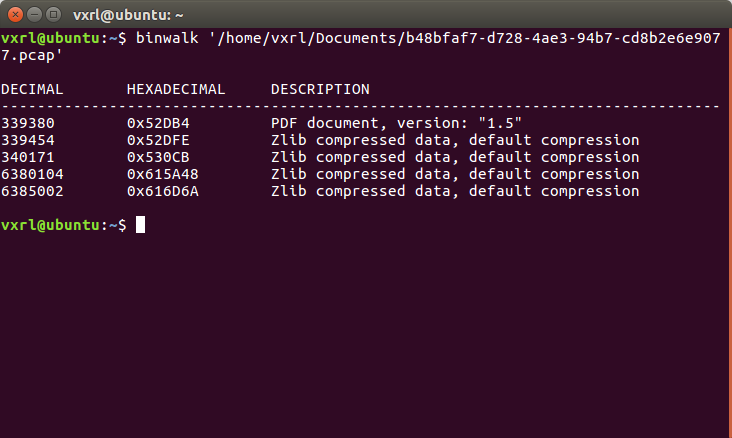 vxrl@ubuntu: ~
vxrl@ubuntu:~$ binwalk '/home/vxrl/Documents/b48bfaf7-d728-4ae3-94b7-cd8b2e6e907
7.pcap'
DECIMAL       HEXADECIMAL     DESCRIPTION
--------------------------------------------------------------------------------
339380        0x52DB4         PDF document, version: "1.5"
339454        0x52DFE         Zlib compressed data, default compression
340171        0x530CB         Zlib compressed data, default compression
6380104       0x615A48        Zlib compressed data, default compression
6385002       0x616D6A        Zlib compressed data, default compression
vxrl@ubuntu:~$